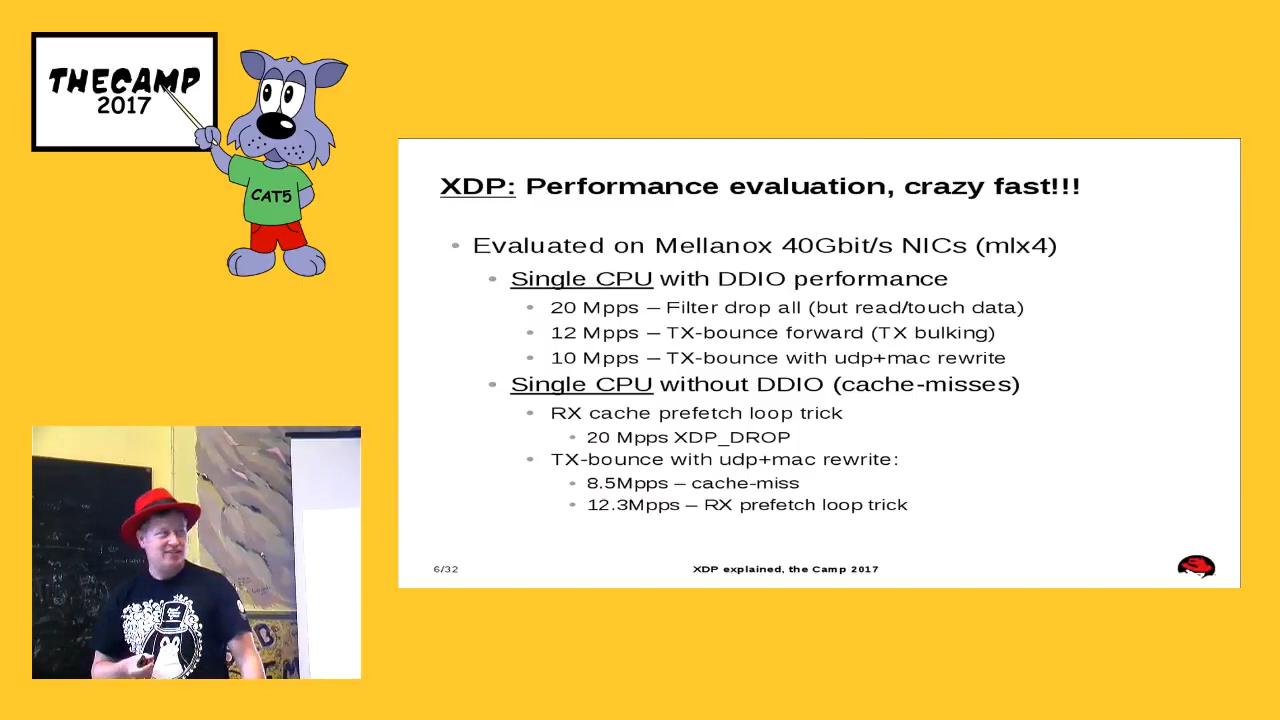 THECAMP
2017
CAT5
XDP: Performance evaluation, crazy fast!!!
Evaluated on Mellanox 40Gbit/s NICs (mlx4)
Single CPU with DDIO performance
20 Mpps – Filter drop all (but read/touch data)
12 Mpps – TX-bounce forward (TX bulking)
10 Mpps – TX-bounce with udp+mac rewrite
Single CPU without DDIO (cache-misses)
RX cache prefetch loop trick
20 Mpps XDP_DROP
TX-bounce with udp+mac rewrite:
8.5Mpps – cache-miss
12.3Mpps – RX prefetch loop trick
6/32
XDP explained, the Camp 2017